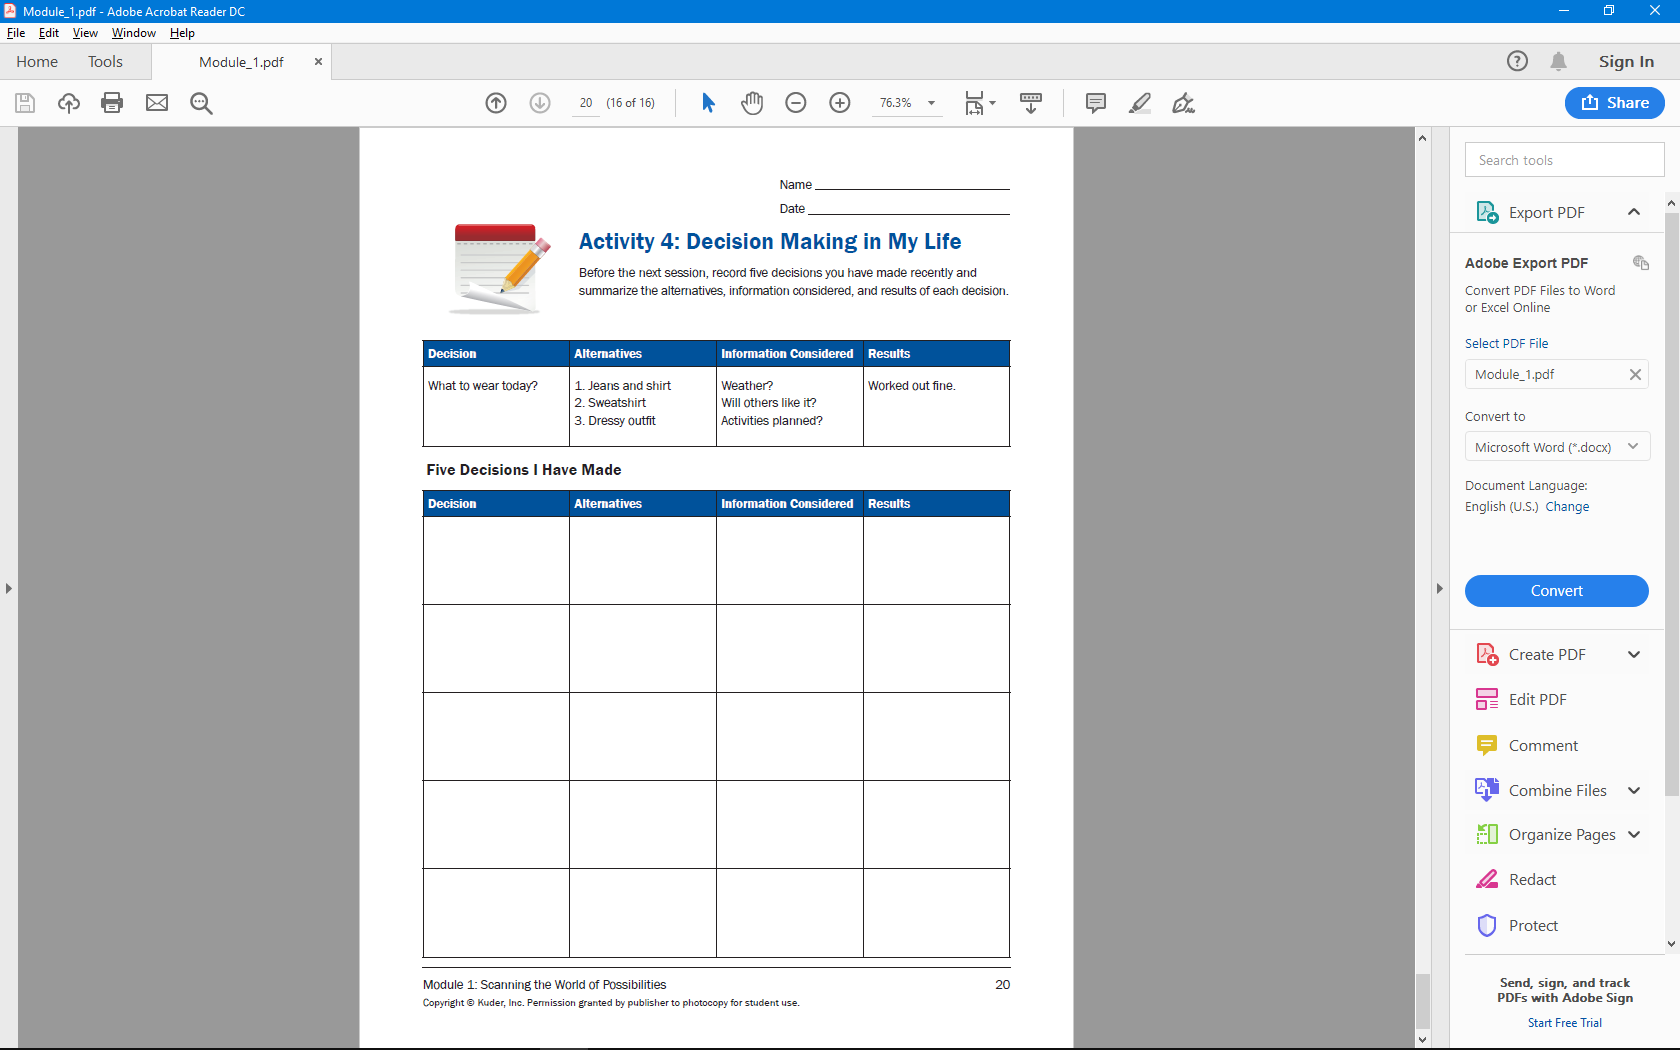 Module_1.pdf - Adobe Acrobat Reader DC
File Edit View Window Help
Home Tools Module_1.pdf × Sign In
20 (16 of 16) 76.3% Share
Name
Date
Activity 4: Decision Making in My Life
Before the next session, record five decisions you have made recently and
summarize the alternatives, information considered, and results of each decision.
Decision Alternatives Information Considered Results
What to wear today? 1. Jeans and shirt Weather? Worked out fine.
2. Sweatshirt Will others like it?
3. Dressy outfit Activities planned?
Five Decisions I Have Made
Decision Alternatives Information Considered Results
Module 1: Scanning the World of Possibilities 20
Copyright © Kuder, Inc. Permission granted by publisher to photocopy for student use.
Search tools
Export PDF
Adobe Export PDF
Convert PDF Files to Word
or Excel Online
Select PDF File
Module_1.pdf
Convert to
Microsoft Word (*.docx)
Document Language:
English (U.S.) Change
Convert
Create PDF
Edit PDF
Comment
Combine Files
Organize Pages
Redact
Protect
Send, sign, and track
PDFs with Adobe Sign
Start Free Trial